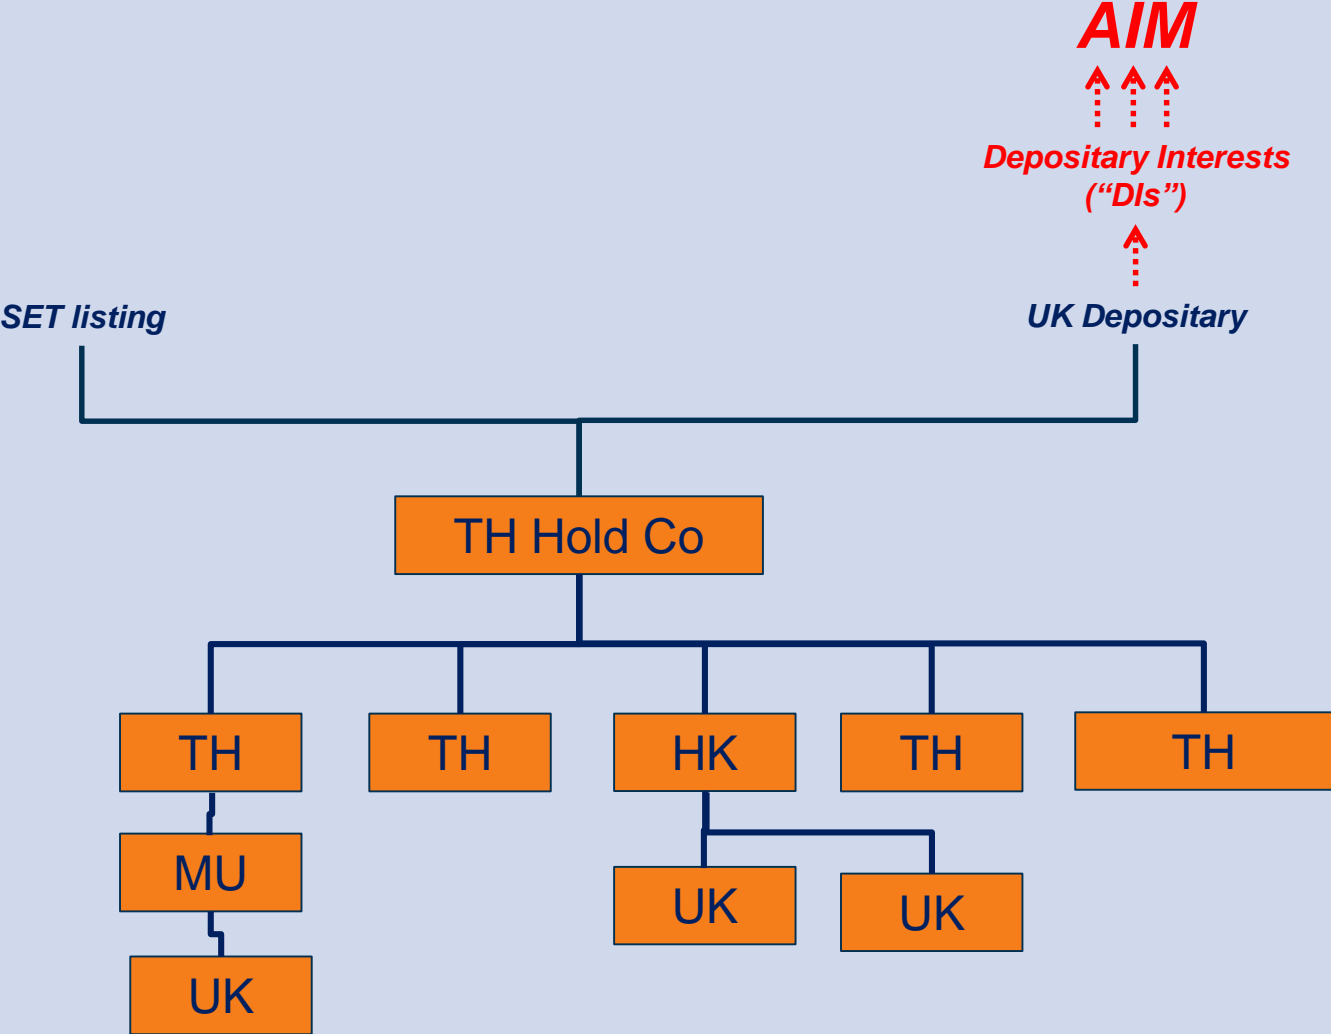 AIM
Depositary Interests
(“DIs”)
SET listing
UK Depositary
TH Hold Co
TH
TH
HK
TH
TH
MU
UK
UK
UK